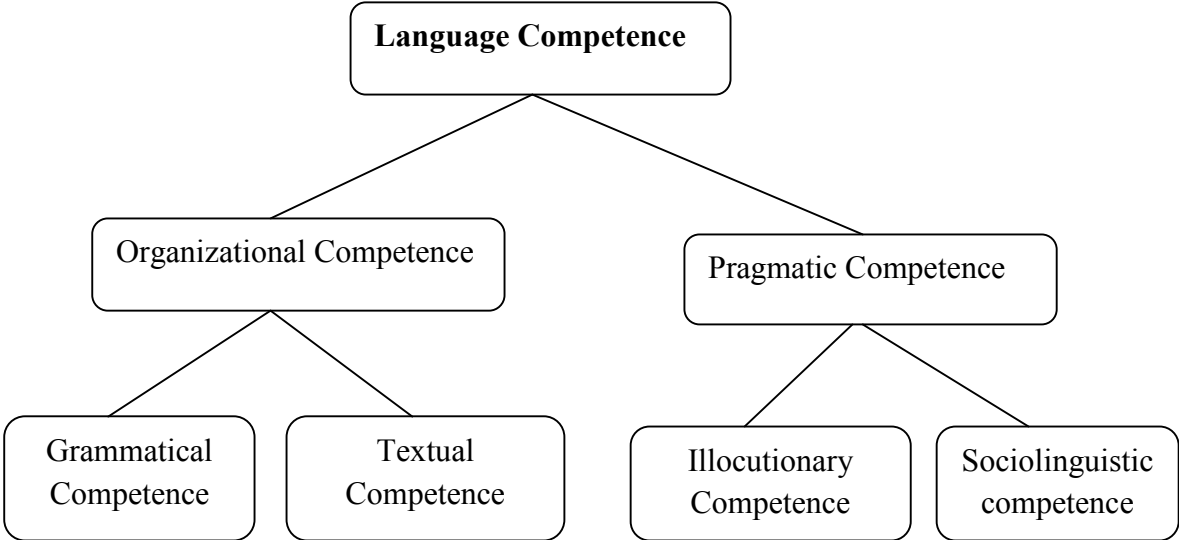 Language Competence
Organizational Competence
Pragmatic Competence
Grammatical
Competence
Textual
Competence
Illocutionary
Competence
Sociolinguistic
competence